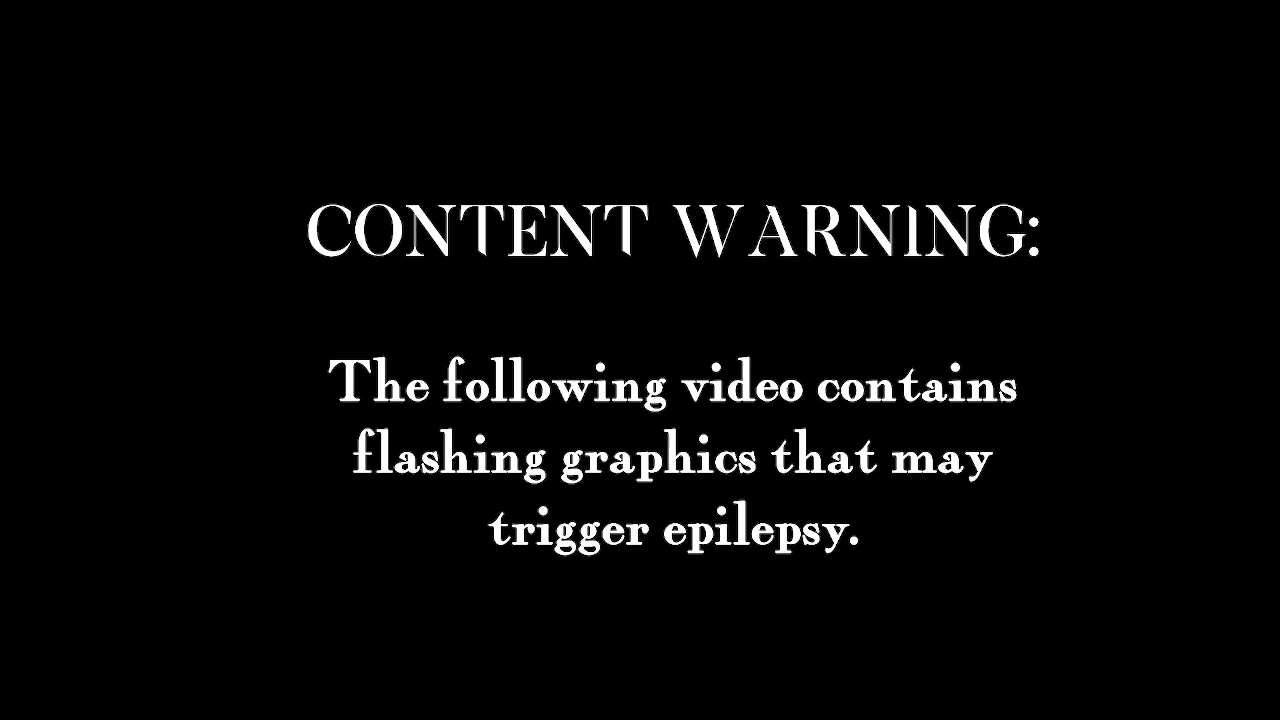 CONTENT WARNING:
The following video contains
flashing graphics that may
trigger epilepsy.